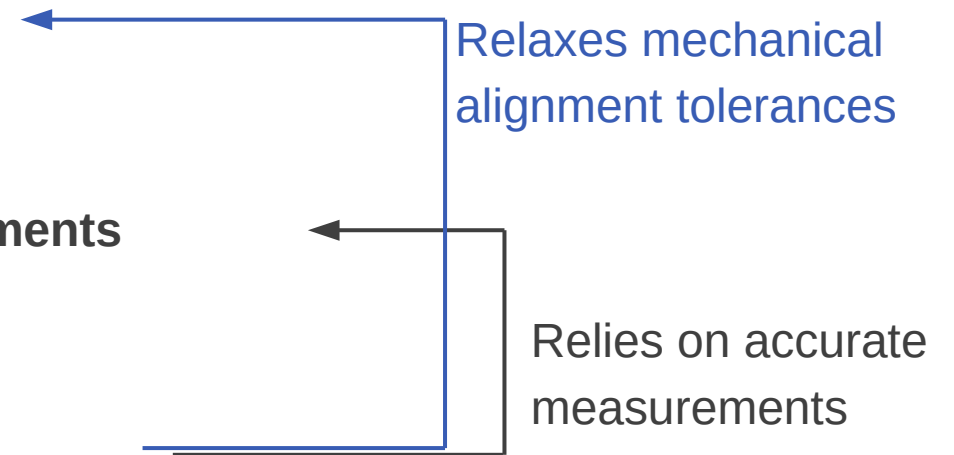 Relaxes mechanical
alignment tolerances
ments
Relies on accurate
measurements